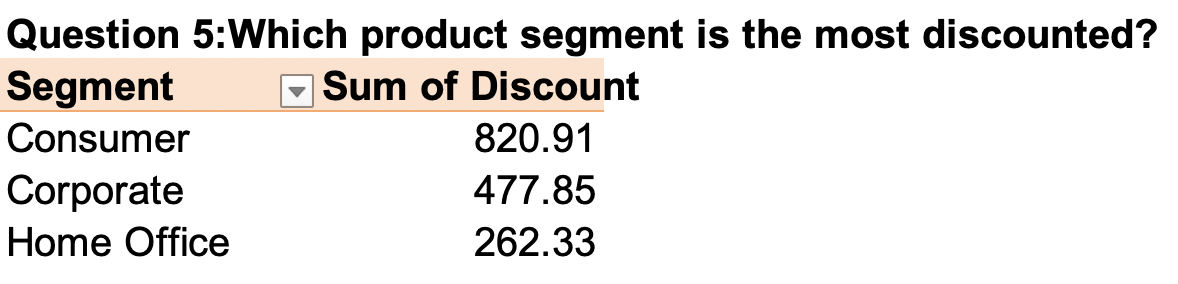 Question 5:Which product segment is the most discounted?
Segment Sum of Discount
Consumer 820.91
Corporate 477.85
Home Office 262.33